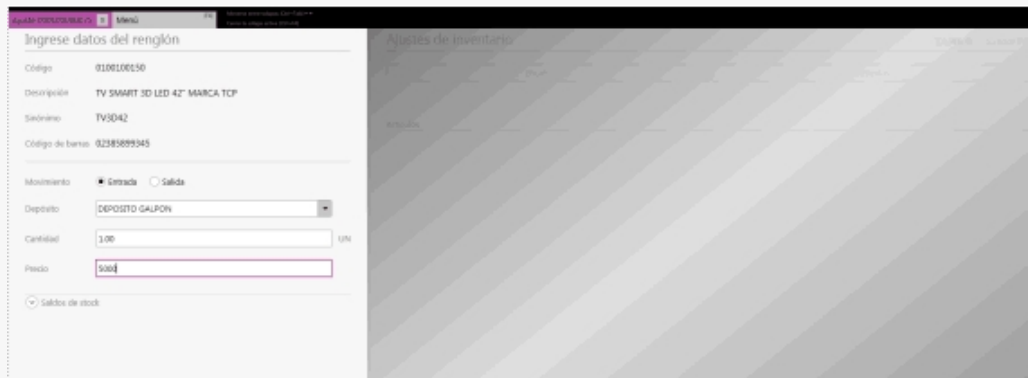 Menú
Ingrese datos del renglón
Ajustes de inventario
Código 0100100150
Descripción TV SMART 3D LED 42" MARCA TCP
Sinónimo TV3D42
Código de barras 02385899345
Movimiento Entrada Salida
Depósito DEPOSITO GALPON
Cantidad 1.00 UN
Precio 5000
Saldos de stock